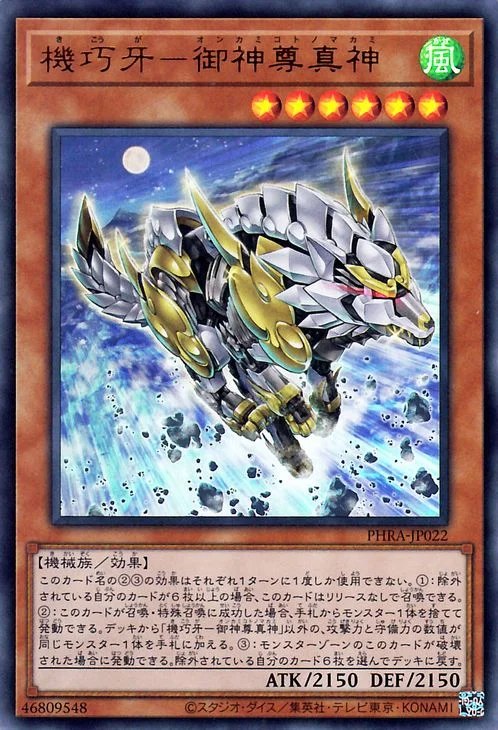 機巧牙－御神尊真神
風
PHRA-JP022
【機械族／効果】
このカード名の②③の効果はそれぞれ1ターンに1度しか使用できない。①：除外
されている自分のカードが６枚以上の場合、このカードはリリースなしで召喚できる。
②：このカードが召喚・特殊召喚に成功した場合、手札からモンスター1体を捨てて
発動できる。デッキから「機巧牙－御神尊真神」以外の、攻撃力と守備力の数値が
同じモンスター1体を手札に加える。③：モンスターゾーンのこのカードが破壊
された場合に発動できる。除外されている自分のカード６枚を選んでデッキに戻す。
ATK/2150 DEF/2150
46809548
©スタジオ・ダイス／集英社・テレビ東京・KONAMI